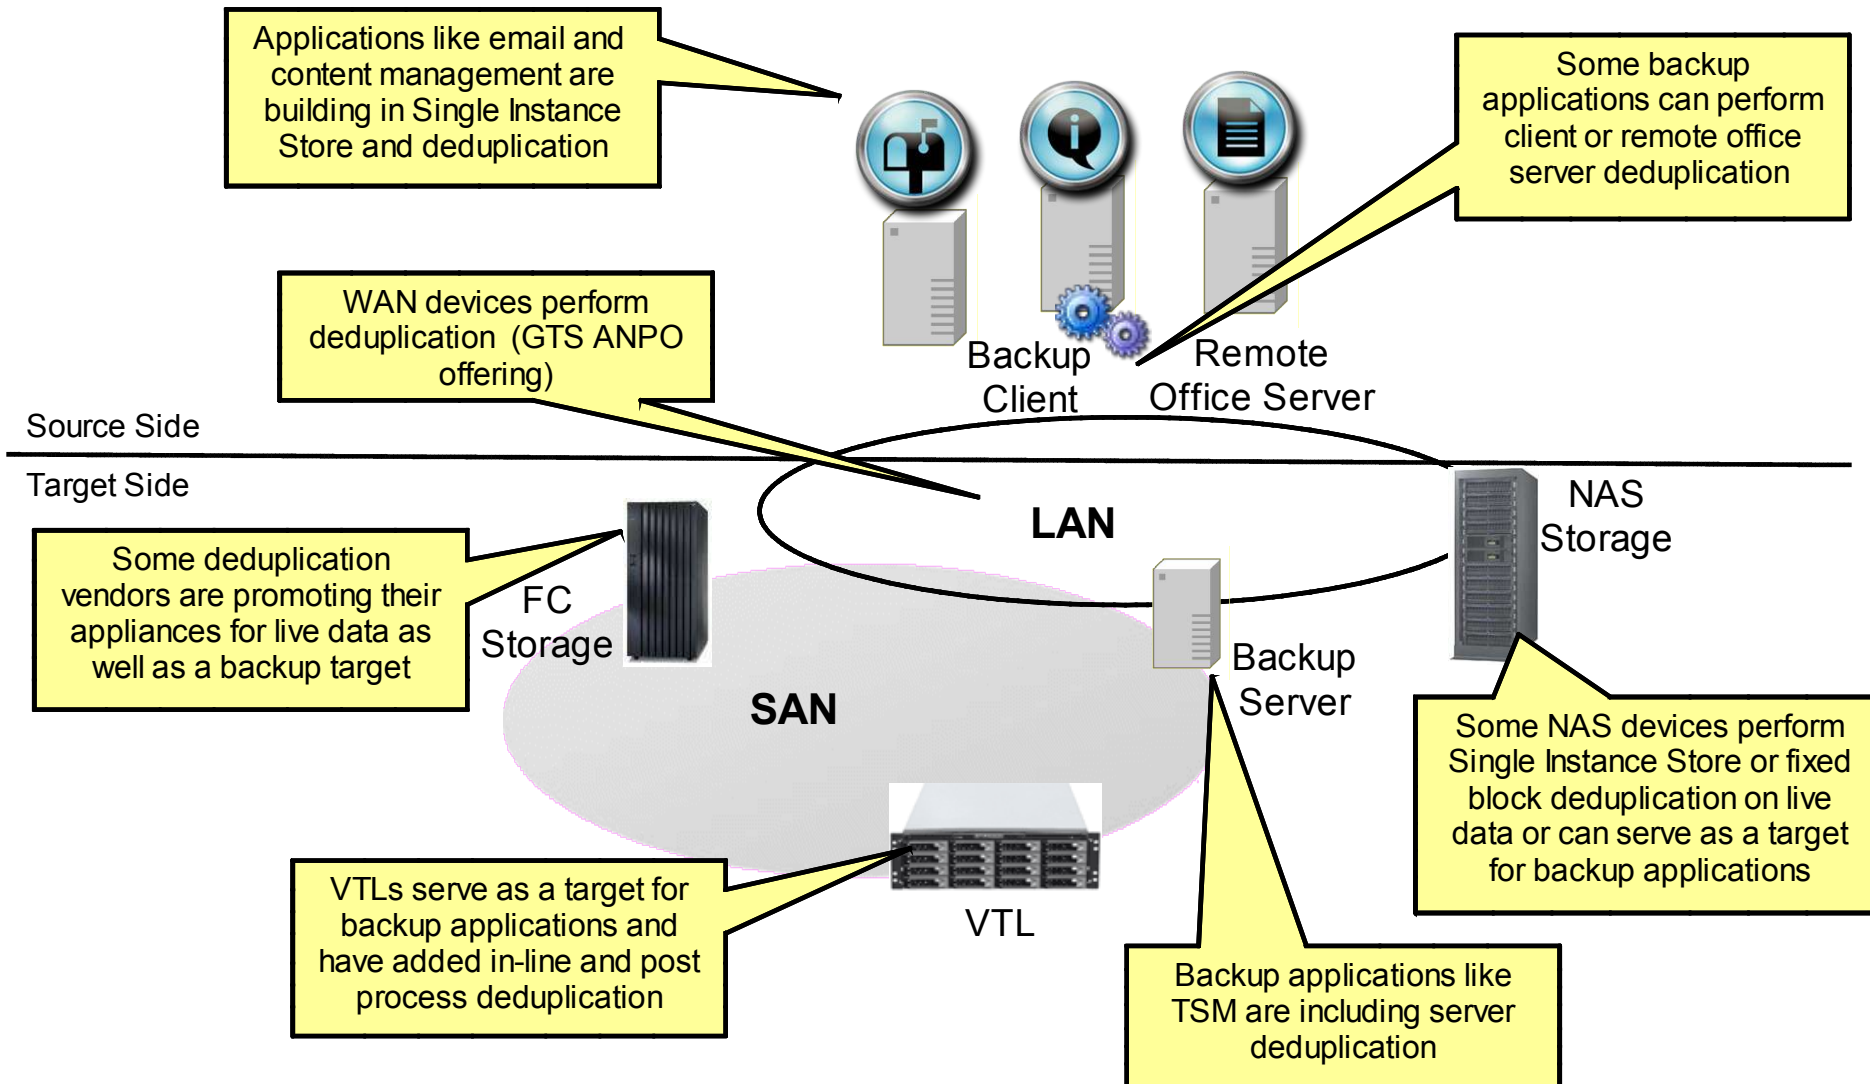 Applications like email and
content management are
building in Single Instance
Store and deduplication
Some backup
applications can perform
client or remote office
server deduplication
WAN devices perform
deduplication (GTS ANPO
offering)
Backup
Client
Remote
Office Server
Source Side
Target Side
LAN
NAS
Storage
Some deduplication
vendors are promoting their
appliances for live data as
well as a backup target
FC
Storage
SAN
Backup
Server
Some NAS devices perform
Single Instance Store or fixed
block deduplication on live
data or can serve as a target
for backup applications
VTLs serve as a target for
backup applications and
have added in-line and post
process deduplication
VTL
Backup applications like
TSM are including server
deduplication